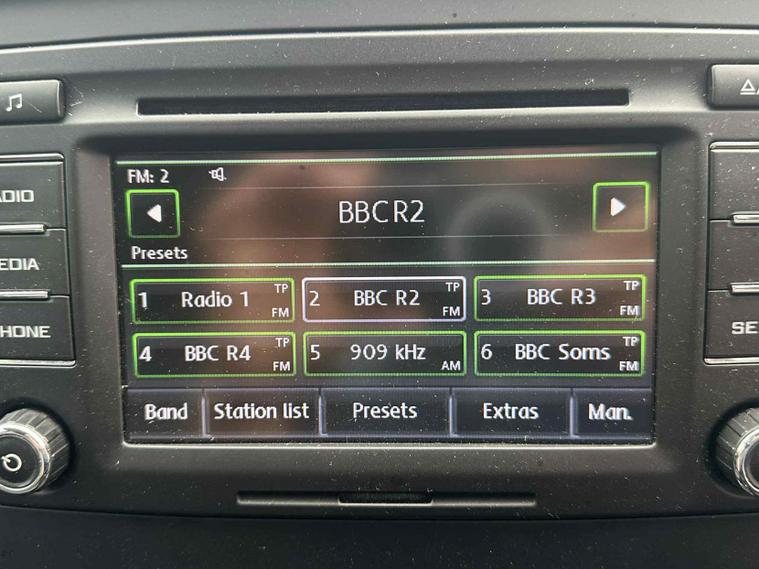 FM: 2
BBC R2
Presets
1 Radio 1 TP FM
2 BBC R2 TP FM
3 BBC R3 TP FM
4 BBC R4 TP FM
5 909 kHz AM
6 BBC Soms TP FM
Band Station list Presets Extras Man.
ADIO
EDIA
HONE
SE